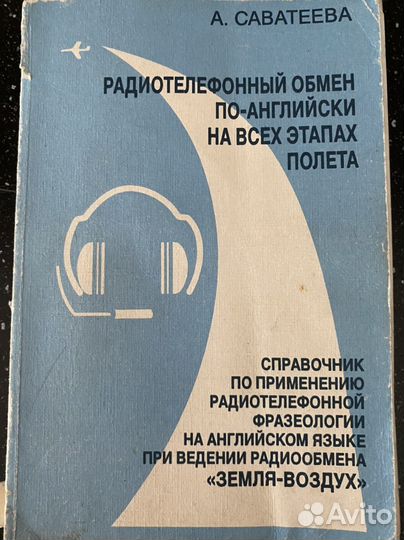 А. САВАТЕЕВА
РАДИОТЕЛЕФОННЫЙ ОБМЕН
ПО-АНГЛИЙСКИ
НА ВСЕХ ЭТАПАХ
ПОЛЕТА
СПРАВОЧНИК
ПО ПРИМЕНЕНИЮ
РАДИОТЕЛЕФОННОЙ
ФРАЗЕОЛОГИИ
НА АНГЛИЙСКОМ ЯЗЫКЕ
ПРИ ВЕДЕНИИ РАДИООБМЕНА
«ЗЕМЛЯ-ВОЗДУХ»
Avito